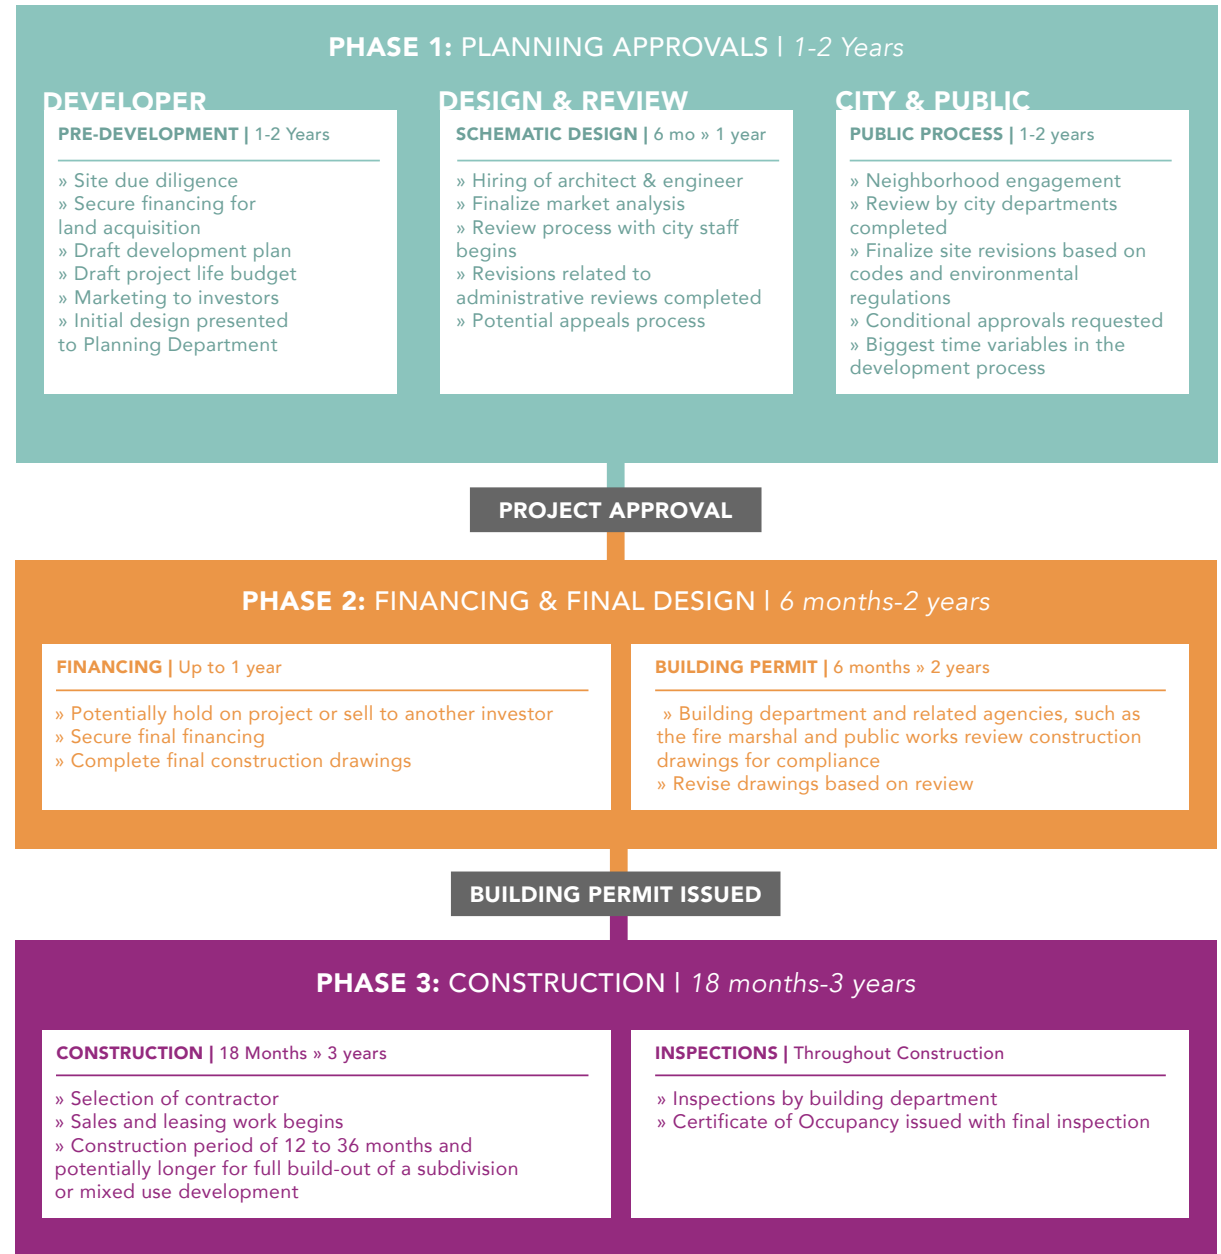 PHASE 1: PLANNING APPROVALS | 1-2 Years
DEVELOPER
PRE-DEVELOPMENT | 1-2 Years
» Site due diligence
» Secure financing for
land acquisition
» Draft development plan
» Draft project life budget
» Marketing to investors
» Initial design presented
to Planning Department
DESIGN & REVIEW
SCHEMATIC DESIGN | 6 mo » 1 year
» Hiring of architect & engineer
» Finalize market analysis
» Review process with city staff
begins
» Revisions related to
administrative reviews completed
» Potential appeals process
CITY & PUBLIC
PUBLIC PROCESS | 1-2 years
» Neighborhood engagement
» Review by city departments
completed
» Finalize site revisions based on
codes and environmental
regulations
» Conditional approvals requested
» Biggest time variables in the
development process
PROJECT APPROVAL
PHASE 2: FINANCING & FINAL DESIGN | 6 months-2 years
FINANCING | Up to 1 year
» Potentially hold on project or sell to another investor
» Secure final financing
» Complete final construction drawings
BUILDING PERMIT | 6 months » 2 years
» Building department and related agencies, such as
the fire marshal and public works review construction
drawings for compliance
» Revise drawings based on review
BUILDING PERMIT ISSUED
PHASE 3: CONSTRUCTION | 18 months-3 years
CONSTRUCTION | 18 Months » 3 years
» Selection of contractor
» Sales and leasing work begins
» Construction period of 12 to 36 months and
potentially longer for full build-out of a subdivision
or mixed use development
INSPECTIONS | Throughout Construction
» Inspections by building department
» Certificate of Occupancy issued with final inspection